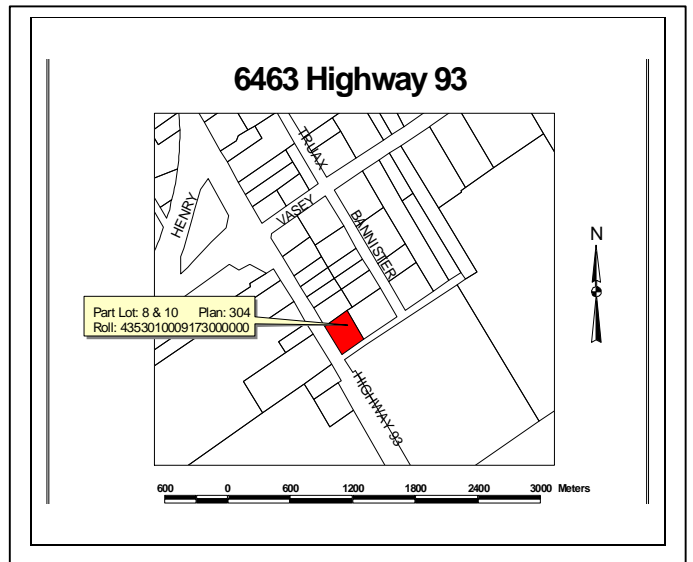 6463 Highway 93
TRUAX
HENRY
VASEY
BANNISTER
N
Part Lot: 8 & 10 Plan: 304
Roll: 4353010009173000000
HIGHWAY 93
600 0 600 1200 1800 2400 3000 Meters